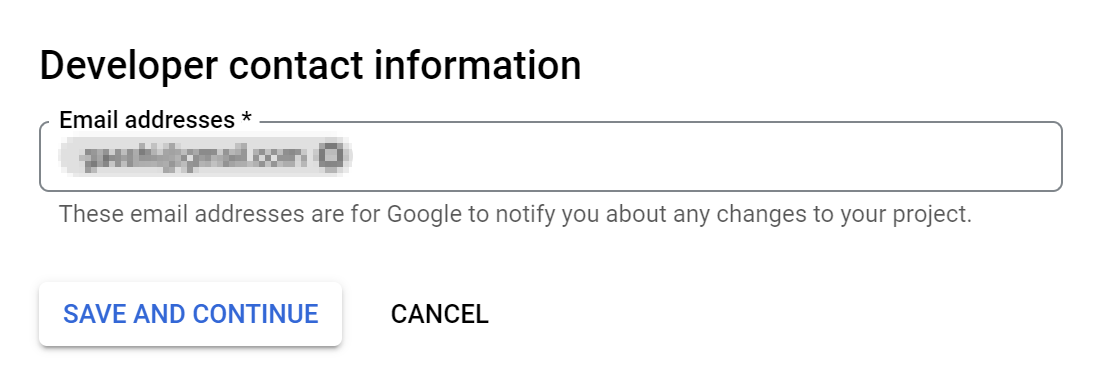 Developer contact information
Email addresses *
These email addresses are for Google to notify you about any changes to your project.
SAVE AND CONTINUE
CANCEL